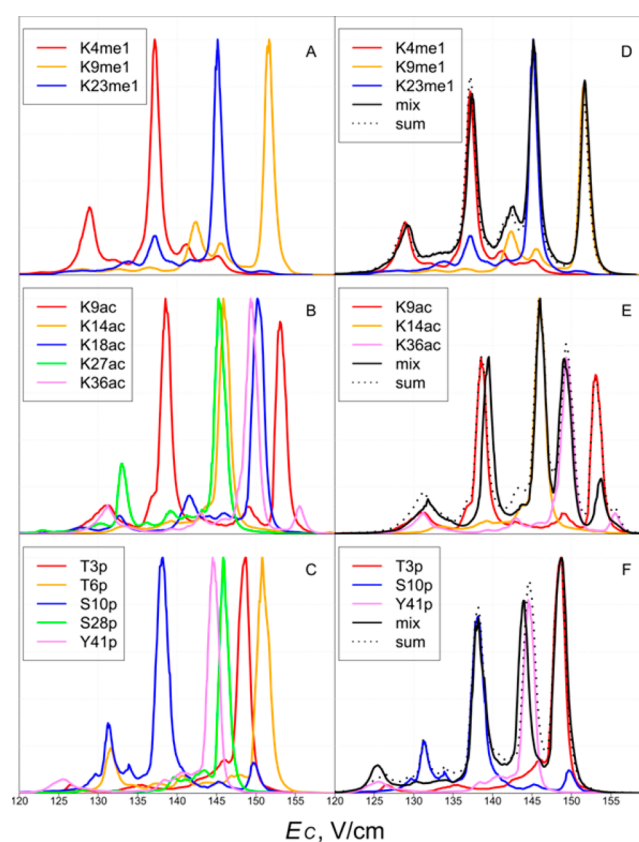 A
K4me1
K9me1
K23me1
D
K4me1
K9me1
K23me1
mix
sum
B
K9ac
K14ac
K18ac
K27ac
K36ac
E
K9ac
K14ac
K36ac
mix
sum
C
T3p
T6p
S10p
S28p
Y41p
F
T3p
S10p
Y41p
mix
sum
120 125 130 135 140 145 150 155 120 125 130 135 140 145 150 155
Ec, V/cm